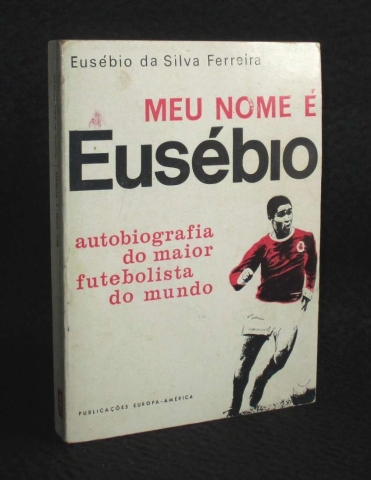 Eusébio da Silva Ferreira
MEU NOME É
Eusébio
autobiografia
do maior
futebolista
do mundo
PUBLICAÇÕES EUROPA-AMÉRICA